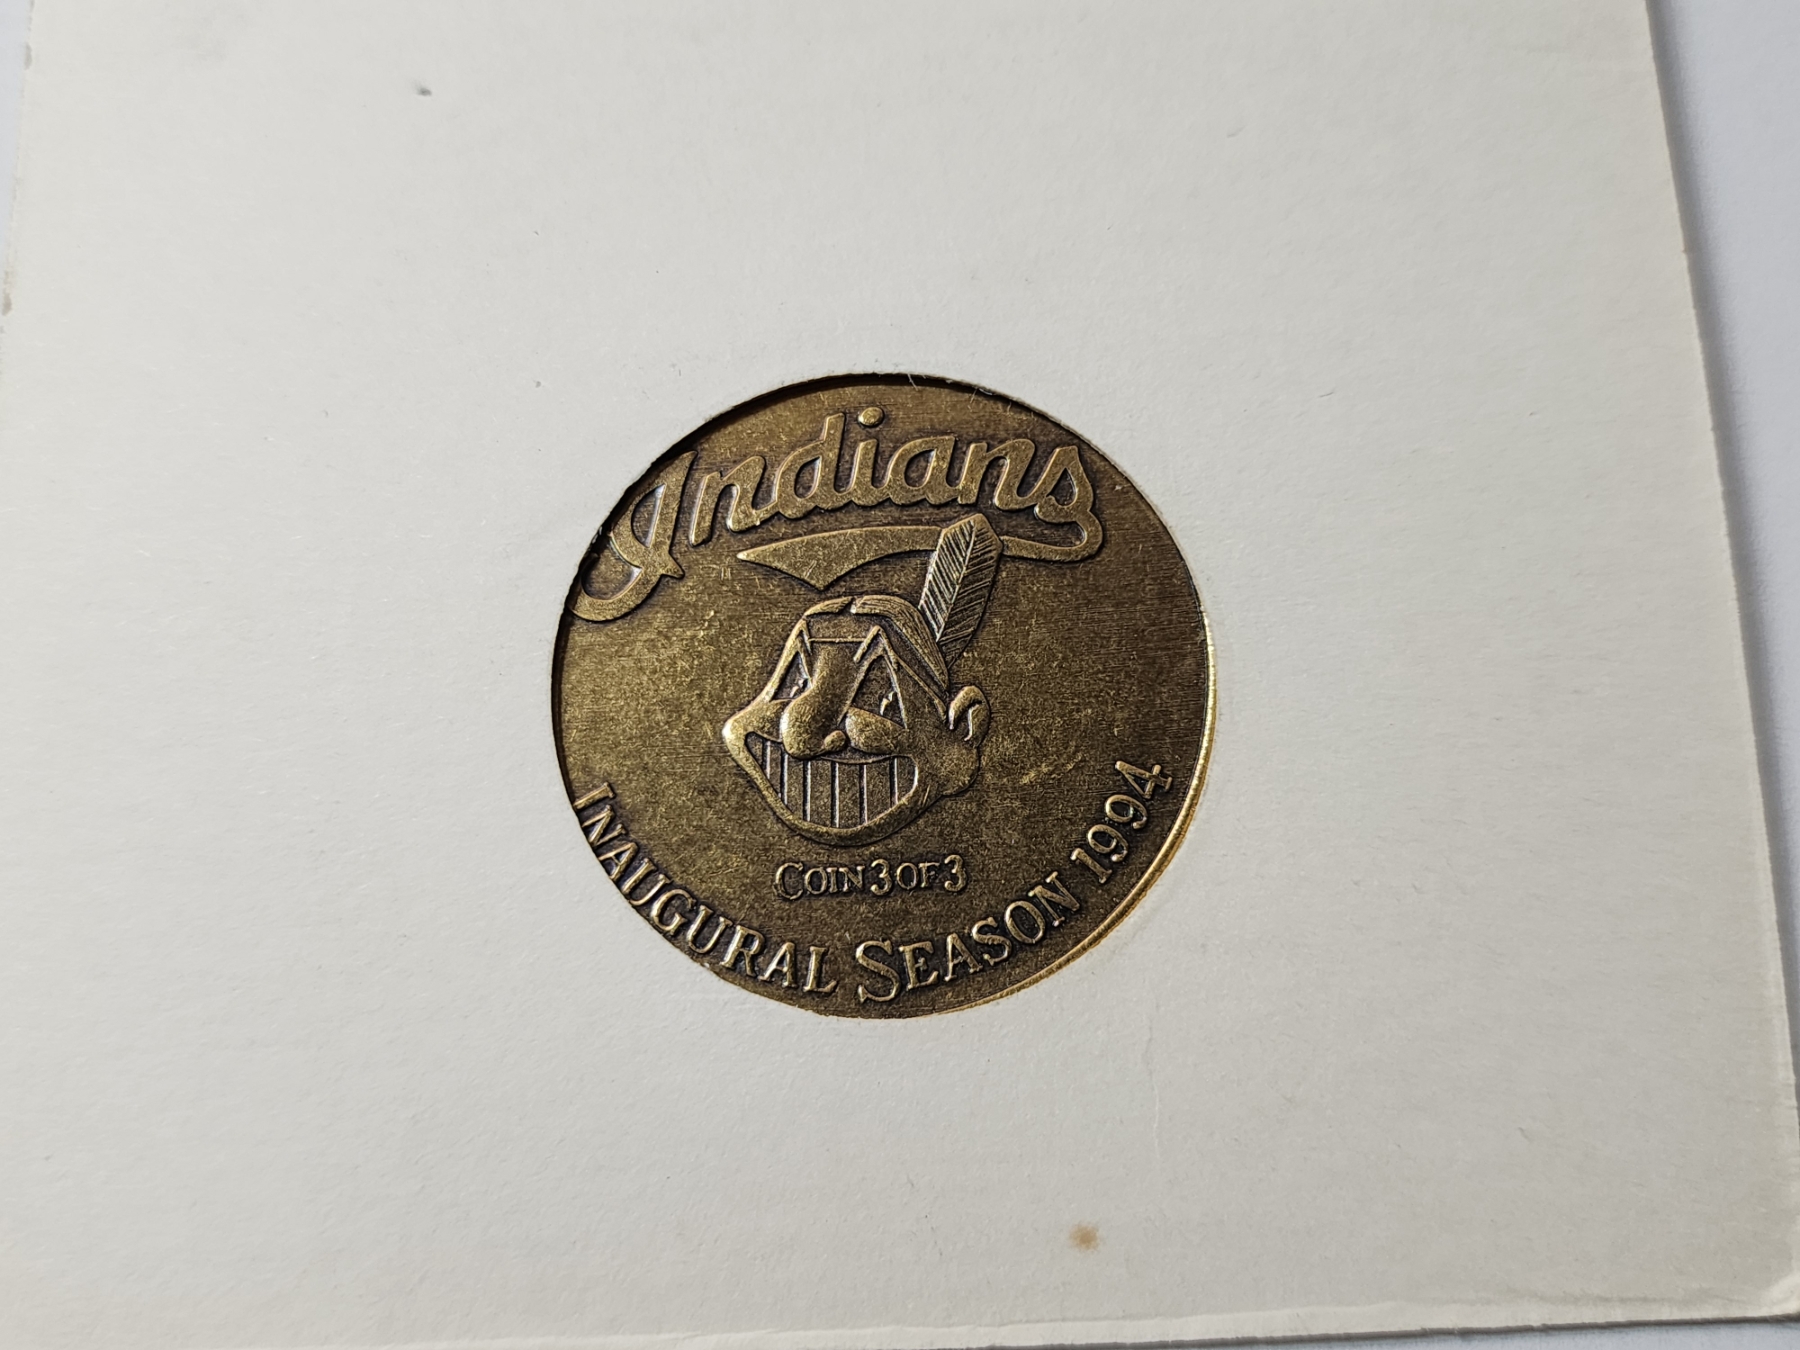 Indians
COIN 3 OF 3
INAUGURAL SEASON 1994